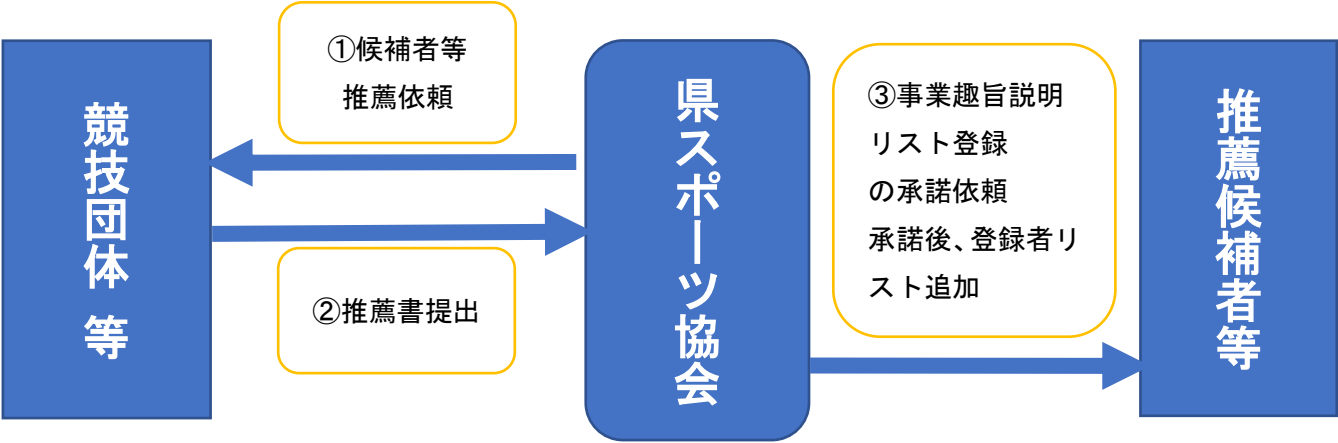 競技団体 等
①候補者等
推薦依頼
②推薦書提出
県スポーツ協会
③事業趣旨説明
リスト登録
の承諾依頼
承諾後、登録者リ
スト追加
推薦候補者等